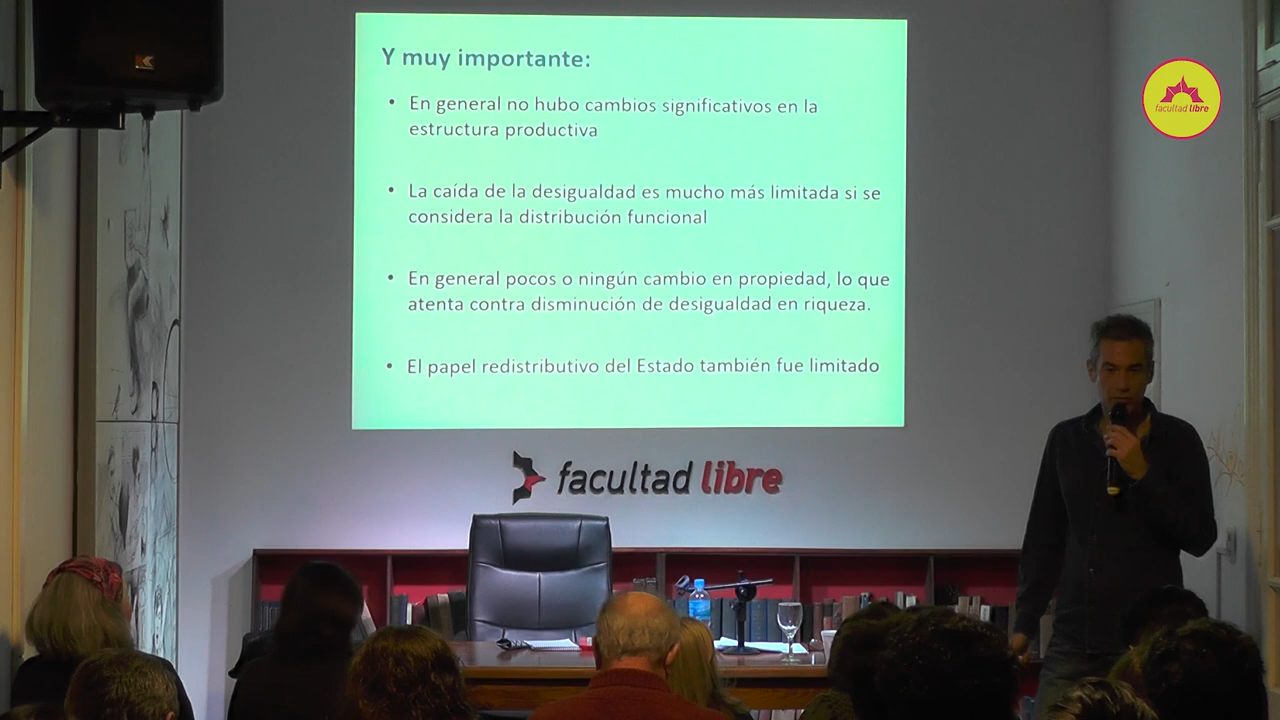 Y muy importante:
• En general no hubo cambios significativos en la
estructura productiva
• La caída de la desigualdad es mucho más limitada si se
considera la distribución funcional
• En general pocos o ningún cambio en propiedad, lo que
atenta contra disminución de desigualdad en riqueza.
• El papel redistributivo del Estado también fue limitado
facultad libre
facultad libre